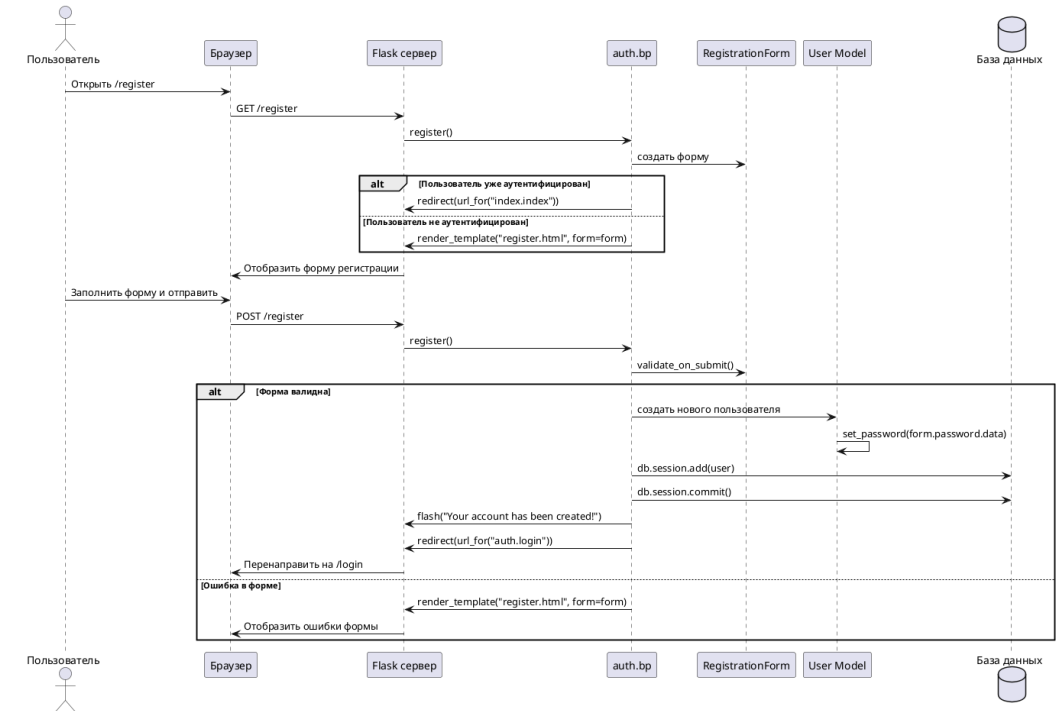 Пользователь
Браузер
Flask сервер
auth.bp
RegistrationForm
User Model
База данных
Открыть /register
GET /register
register()
создать форму
alt
[Пользователь уже аутентифицирован]
redirect(url_for("index.index"))
[Пользователь не аутентифицирован]
render_template("register.html", form=form)
Отобразить форму регистрации
Заполнить форму и отправить
POST /register
register()
validate_on_submit()
alt
[Форма валидна]
создать нового пользователя
set_password(form.password.data)
db.session.add(user)
db.session.commit()
flash("Your account has been created!")
redirect(url_for("auth.login"))
Перенаправить на /login
[Ошибка в форме]
render_template("register.html", form=form)
Отобразить ошибки формы
Пользователь
Браузер
Flask сервер
auth.bp
RegistrationForm
User Model
База данных